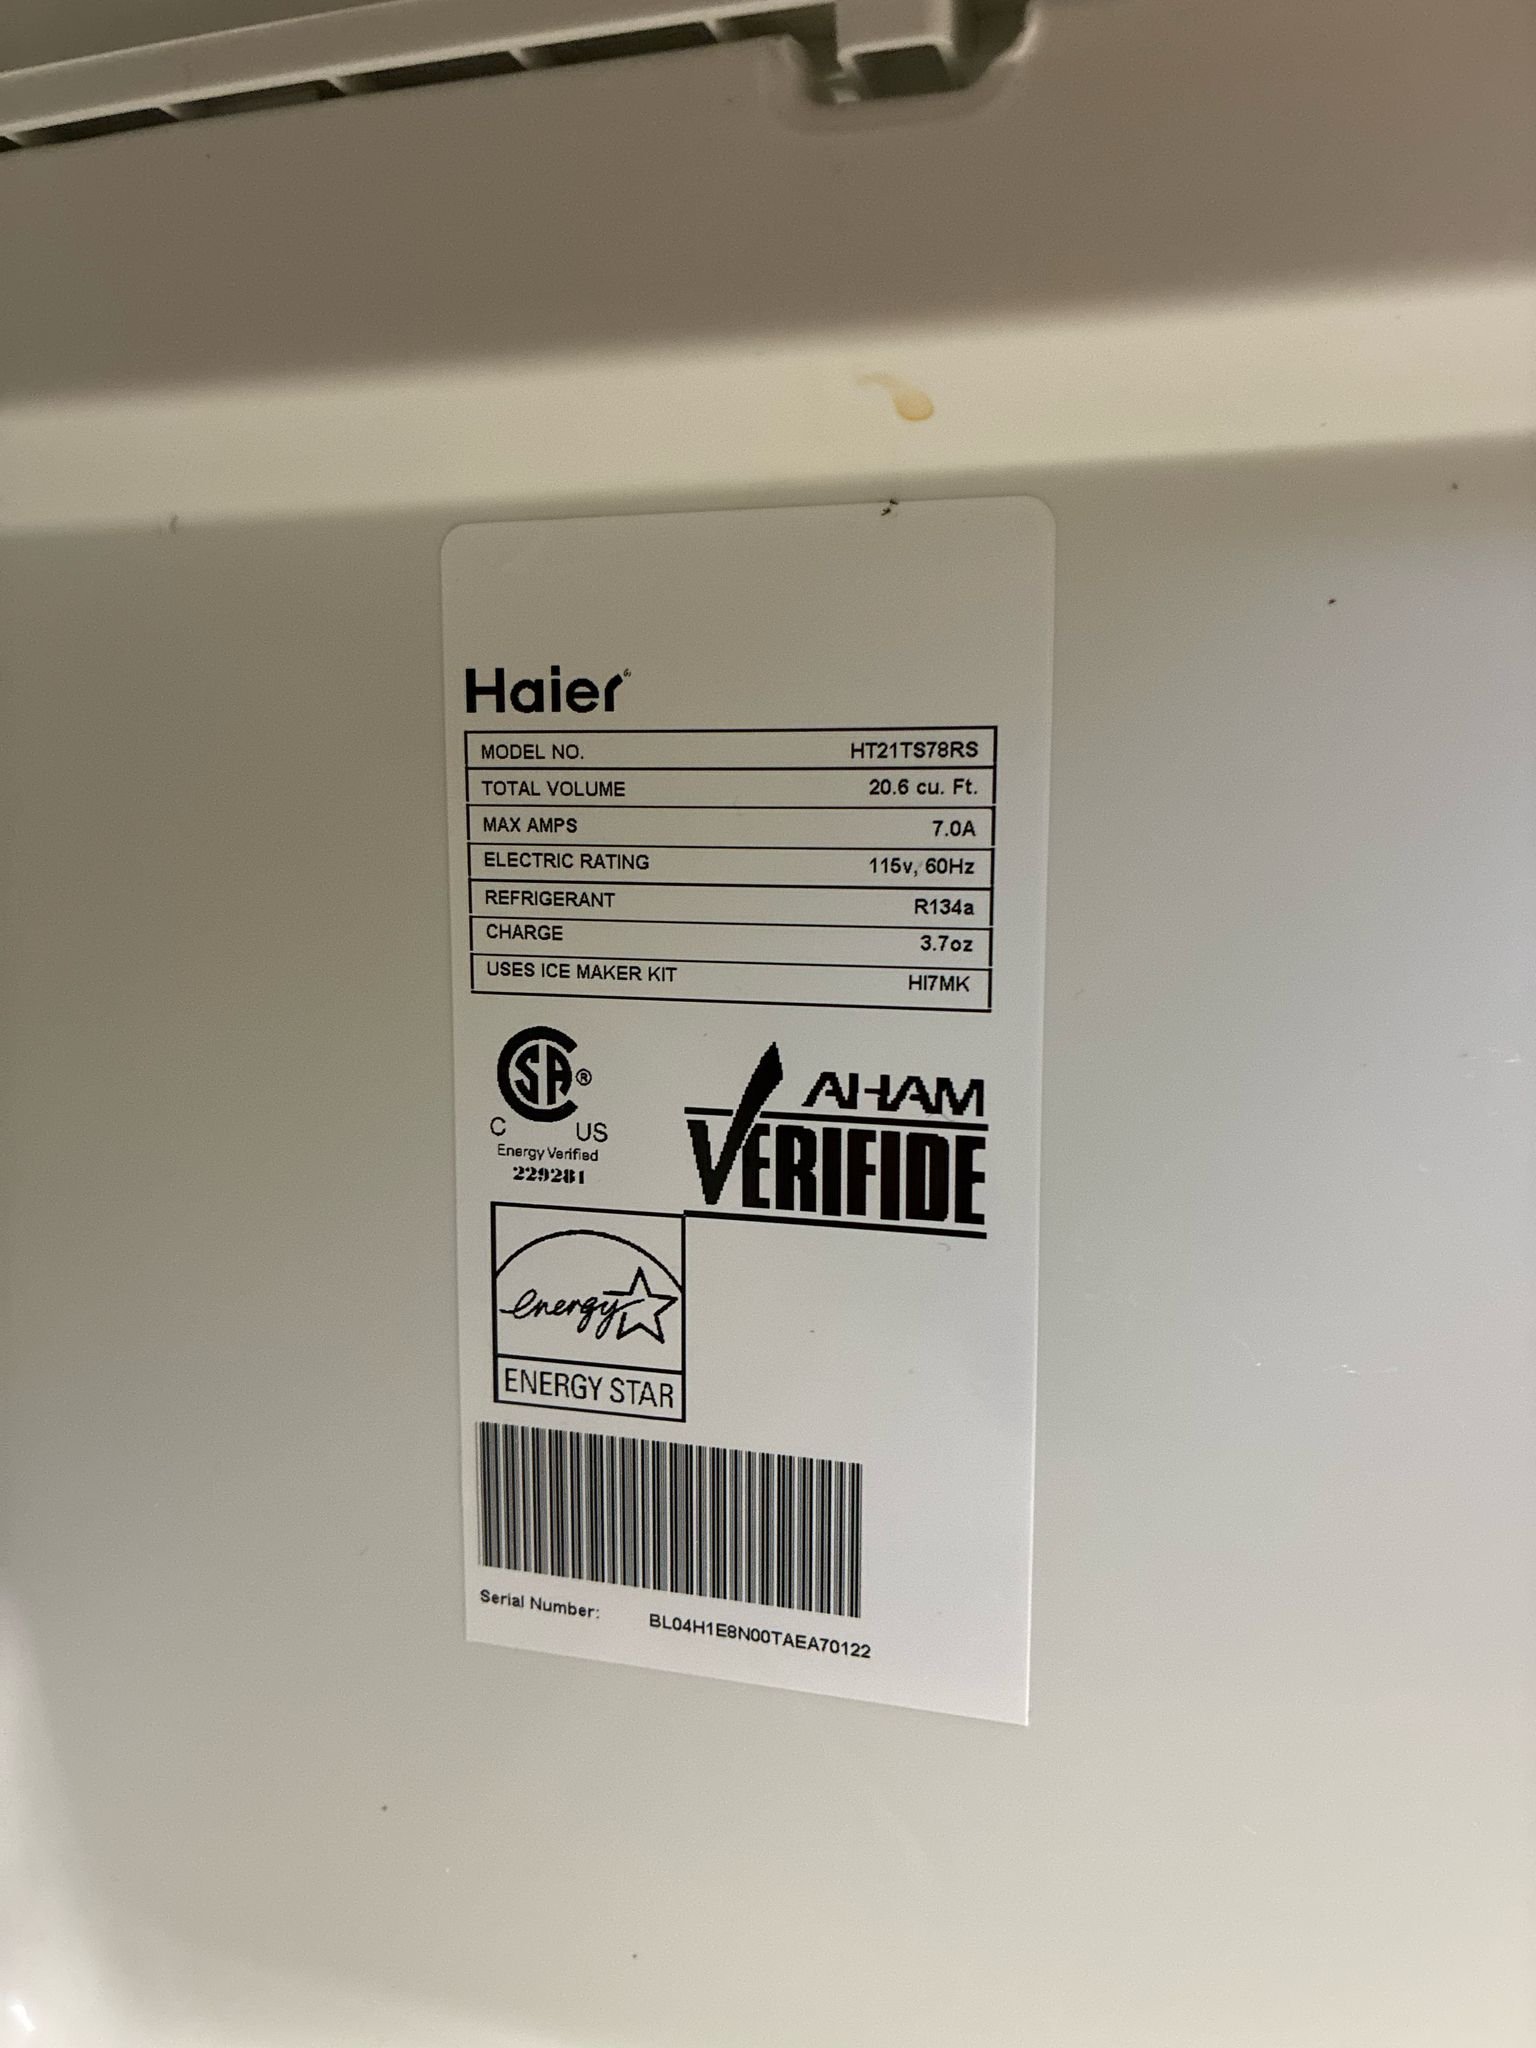 Haier
MODEL NO. HT21TS78RS
TOTAL VOLUME 20.6 cu. Ft.
MAX AMPS 7.0A
ELECTRIC RATING 115v, 60Hz
REFRIGERANT R134a
CHARGE 3.7oz
USES ICE MAKER KIT HI7MK
CSA®
C US
Energy Verified
229281
AHAM
VERIFIDE
energy
ENERGY STAR
Serial Number: BL04H1E8N00TAEA70122